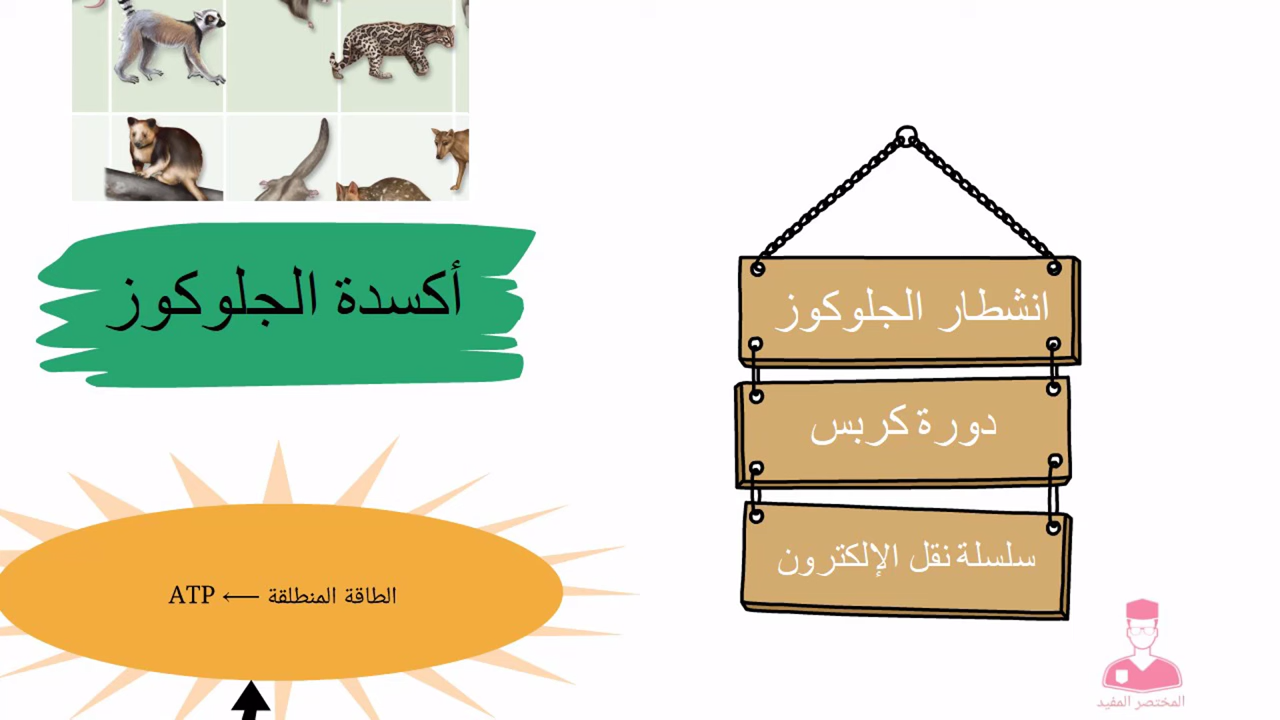 أكسدة الجلوكوز
الطاقة المنطلقة ⟶ ATP
انشطار الجلوكوز
دورة كربس
سلسلة نقل الإلكترون
المختصر المفيد